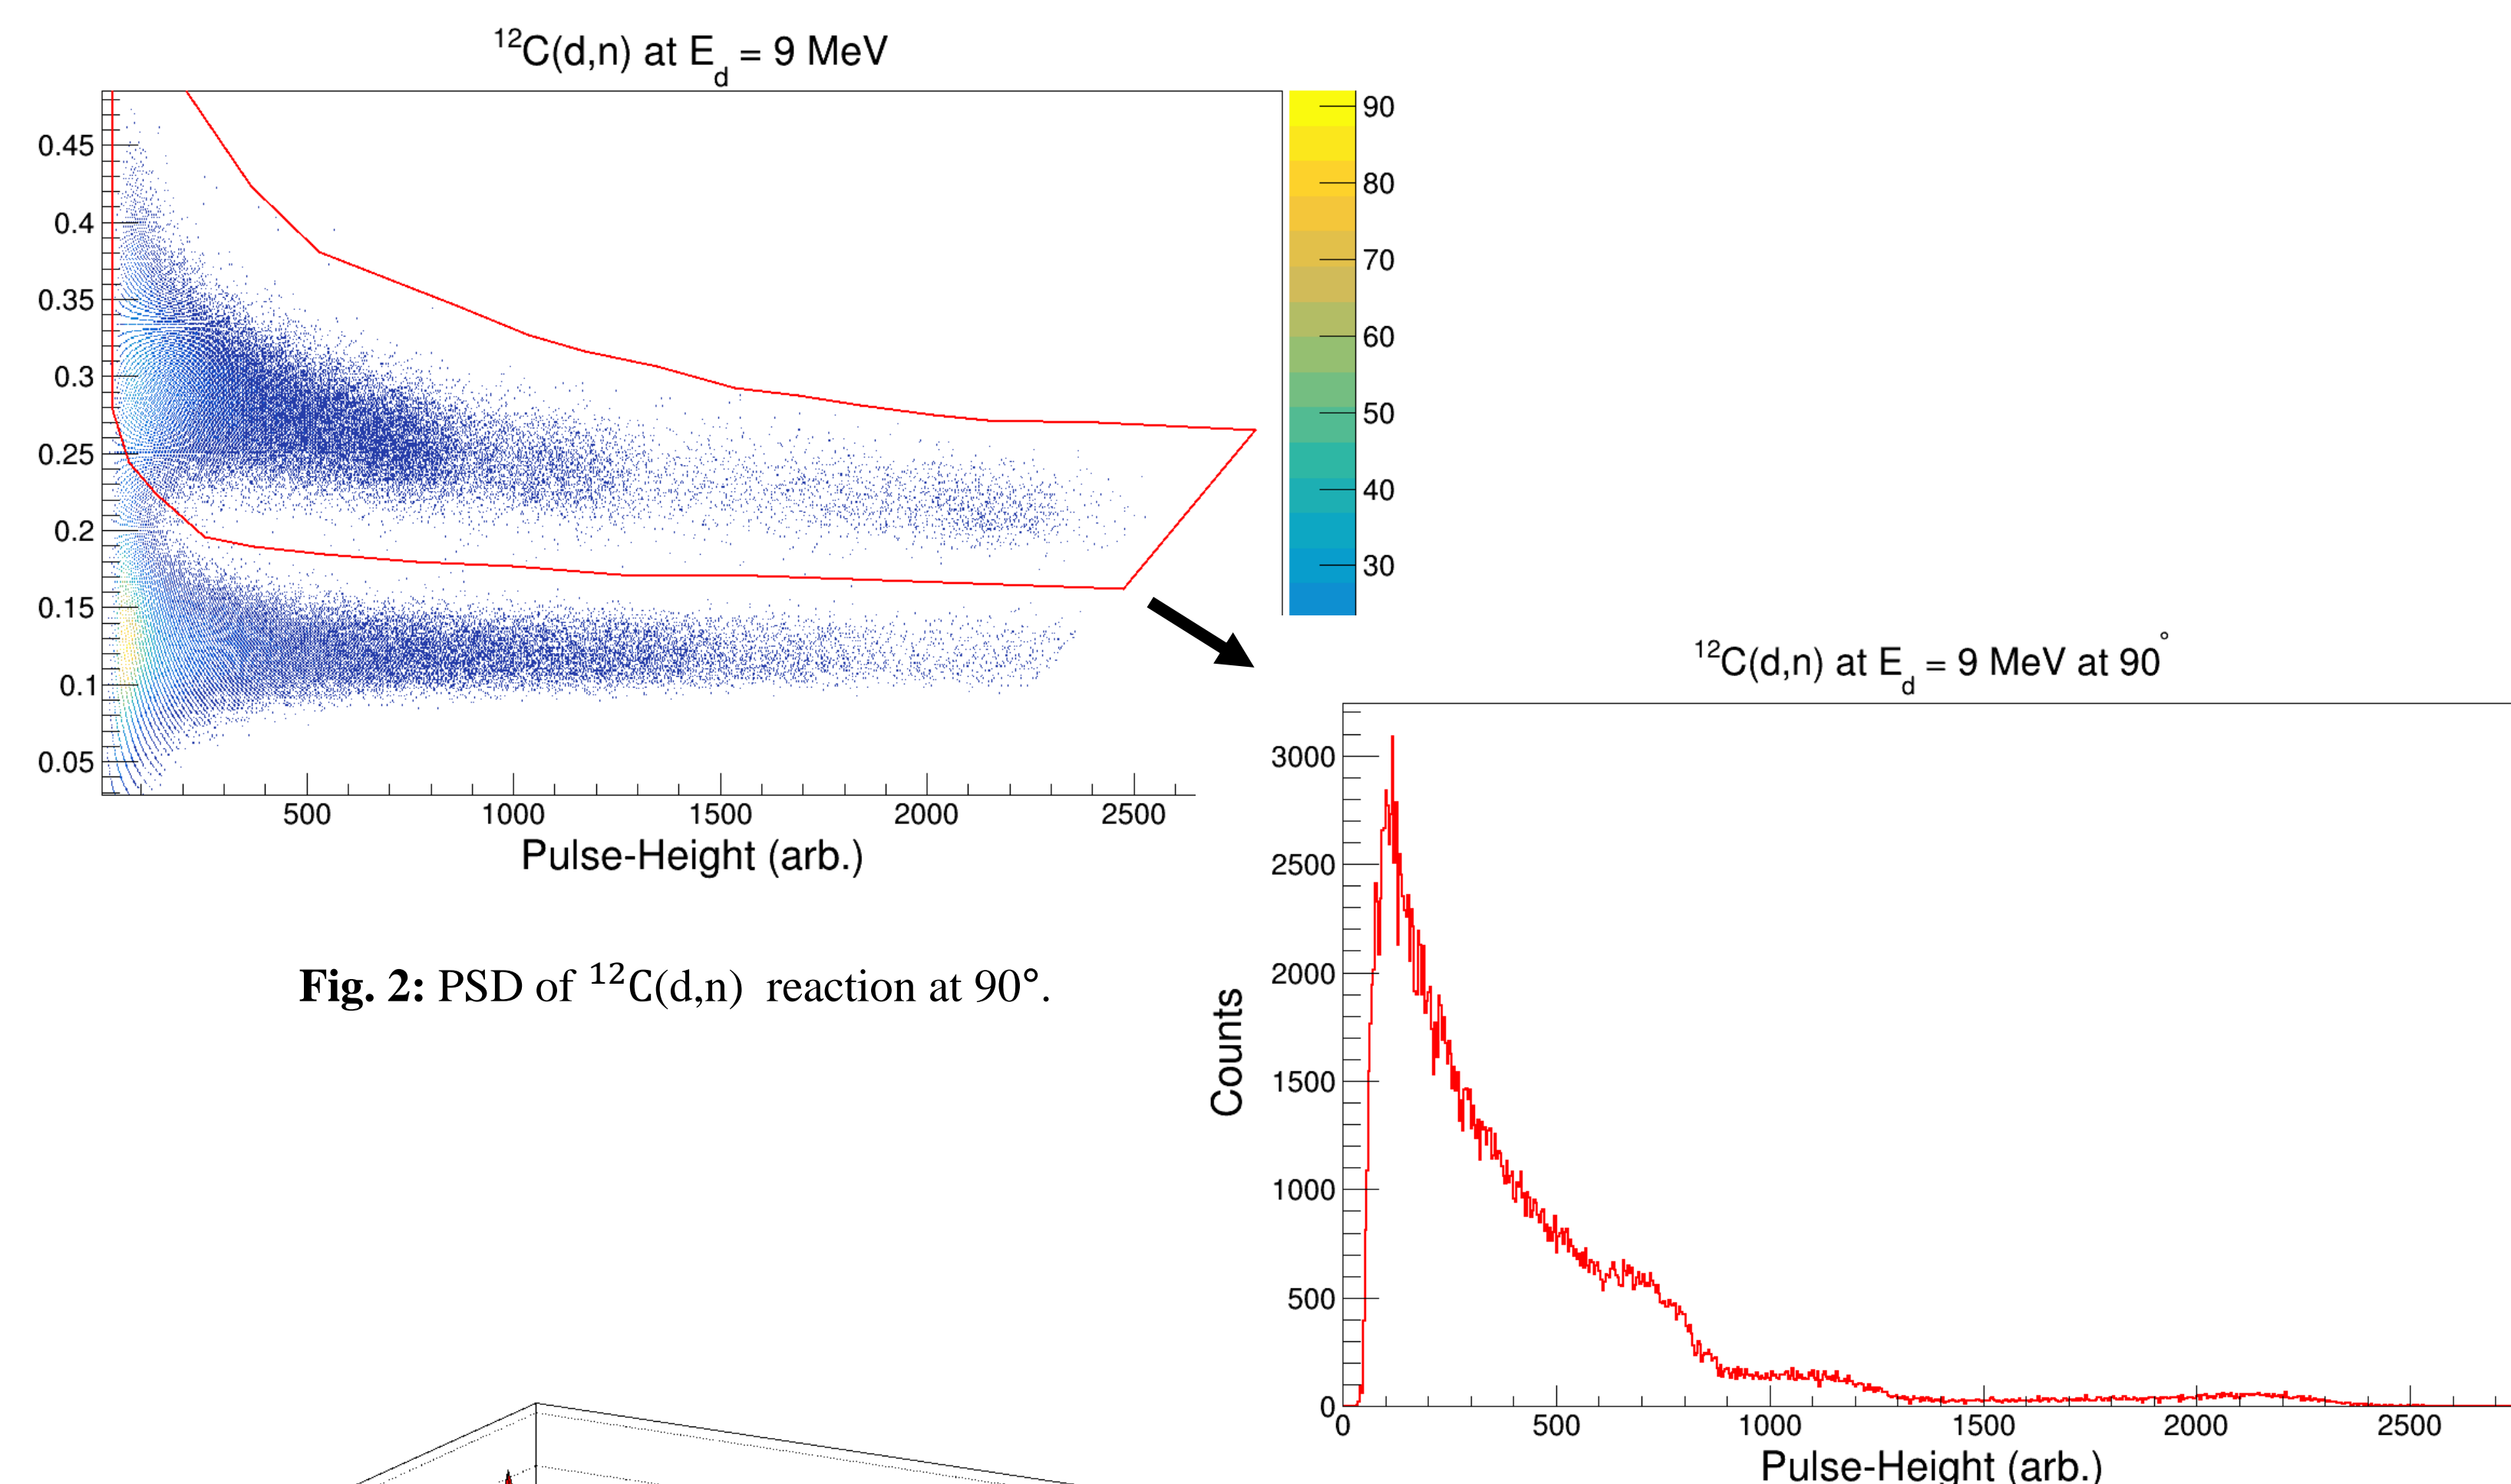 ¹²C(d,n) at E_d = 9 MeV
0.45
0.4
0.35
0.3
0.25
0.2
0.15
0.1
0.05
500 1000 1500 2000 2500
Pulse-Height (arb.)
90
80
70
60
50
40
30
Fig. 2: PSD of ¹²C(d,n) reaction at 90°.
¹²C(d,n) at E_d = 9 MeV at 90°
Counts
3000
2500
2000
1500
1000
500
0
0 500 1000 1500 2000 2500
Pulse-Height (arb.)